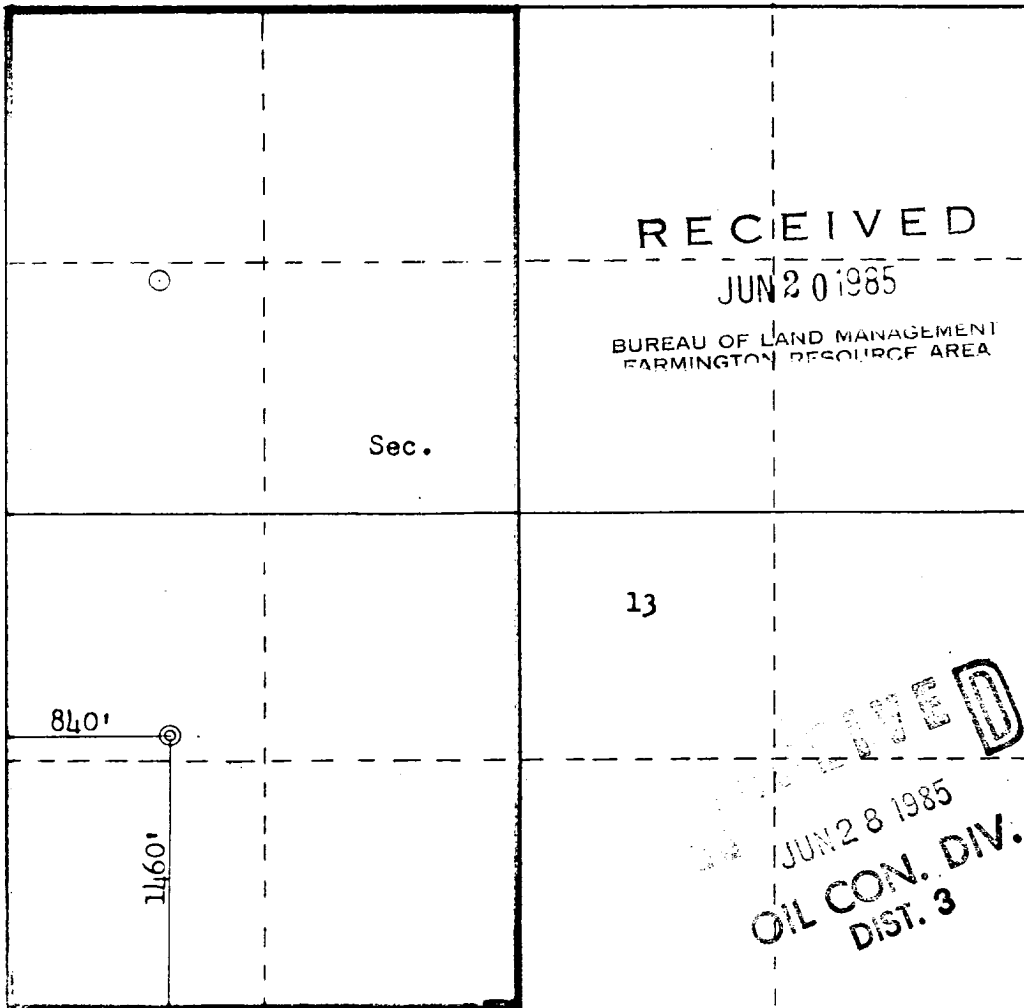 RECEIVED
JUN 20 1985
BUREAU OF LAND MANAGEMENT
FARMINGTON RESOURCE AREA
Sec.
13
840'
1460'
JUN 28 1985
OIL CON. DIV.
DIST. 3